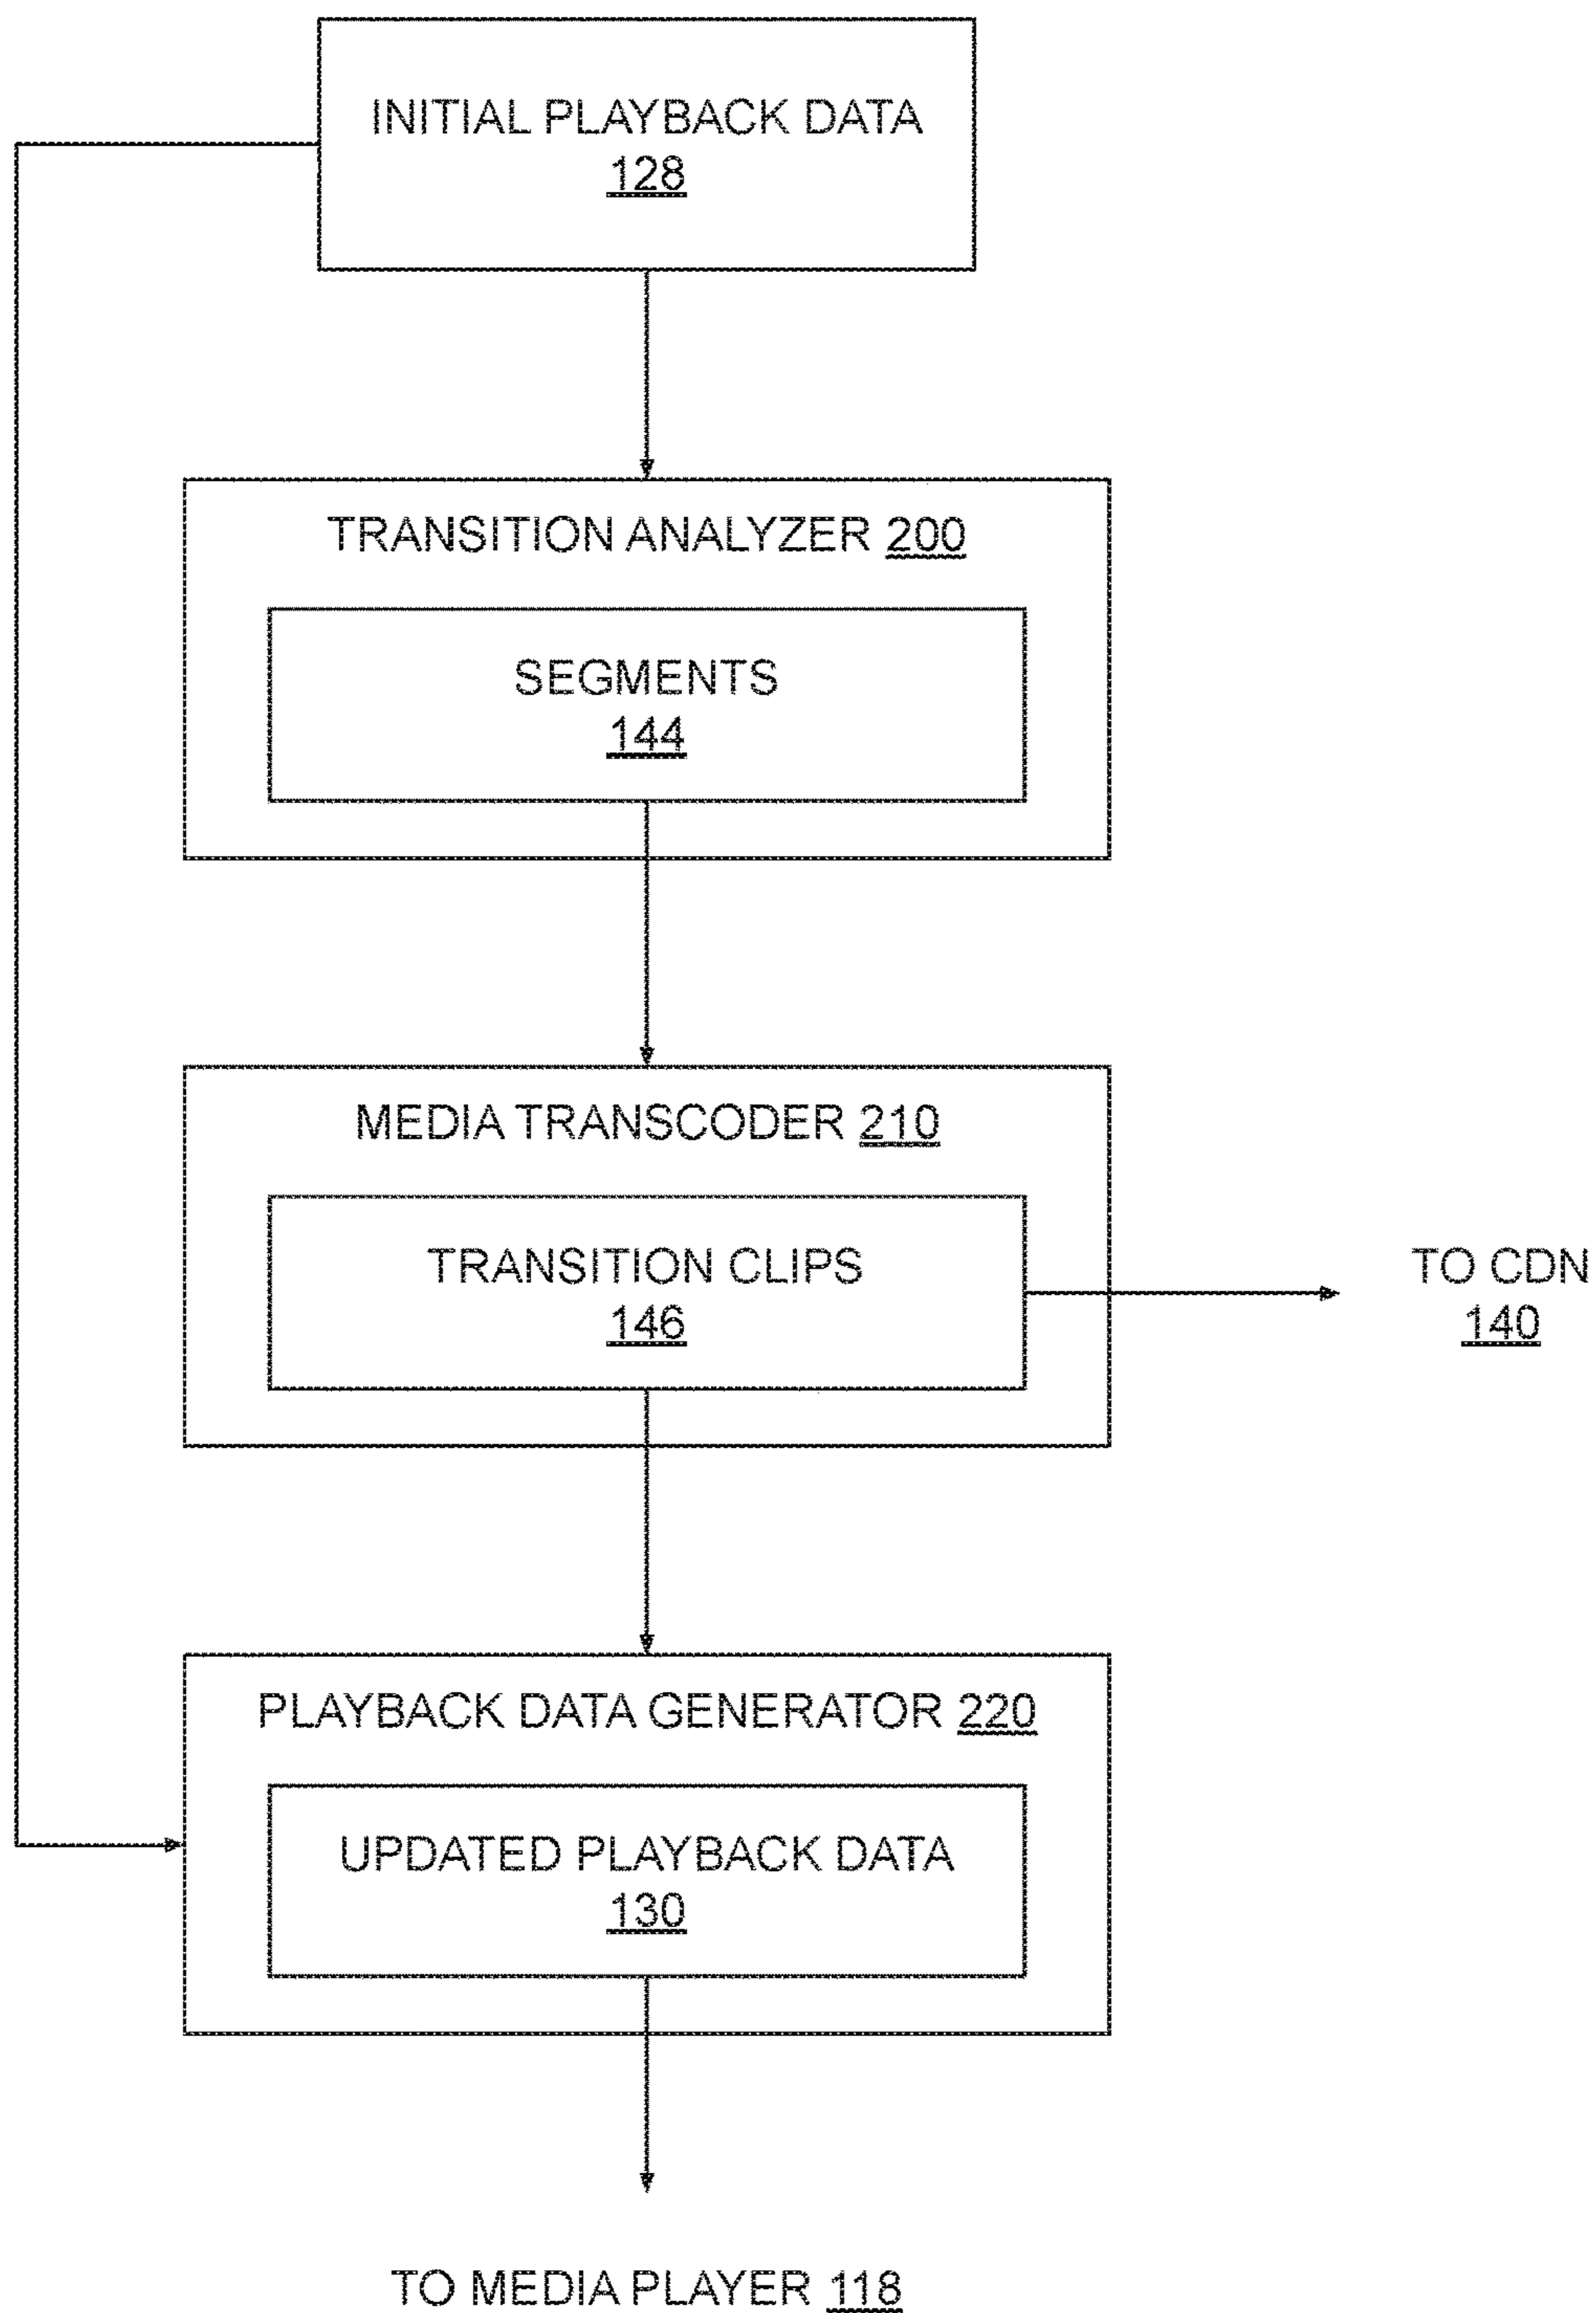 INITIAL PLAYBACK DATA
128
TRANSITION ANALYZER 200
SEGMENTS
144
MEDIA TRANSCODER 210
TRANSITION CLIPS
146
TO CDN
140
PLAYBACK DATA GENERATOR 220
UPDATED PLAYBACK DATA
130
TO MEDIA PLAYER 118